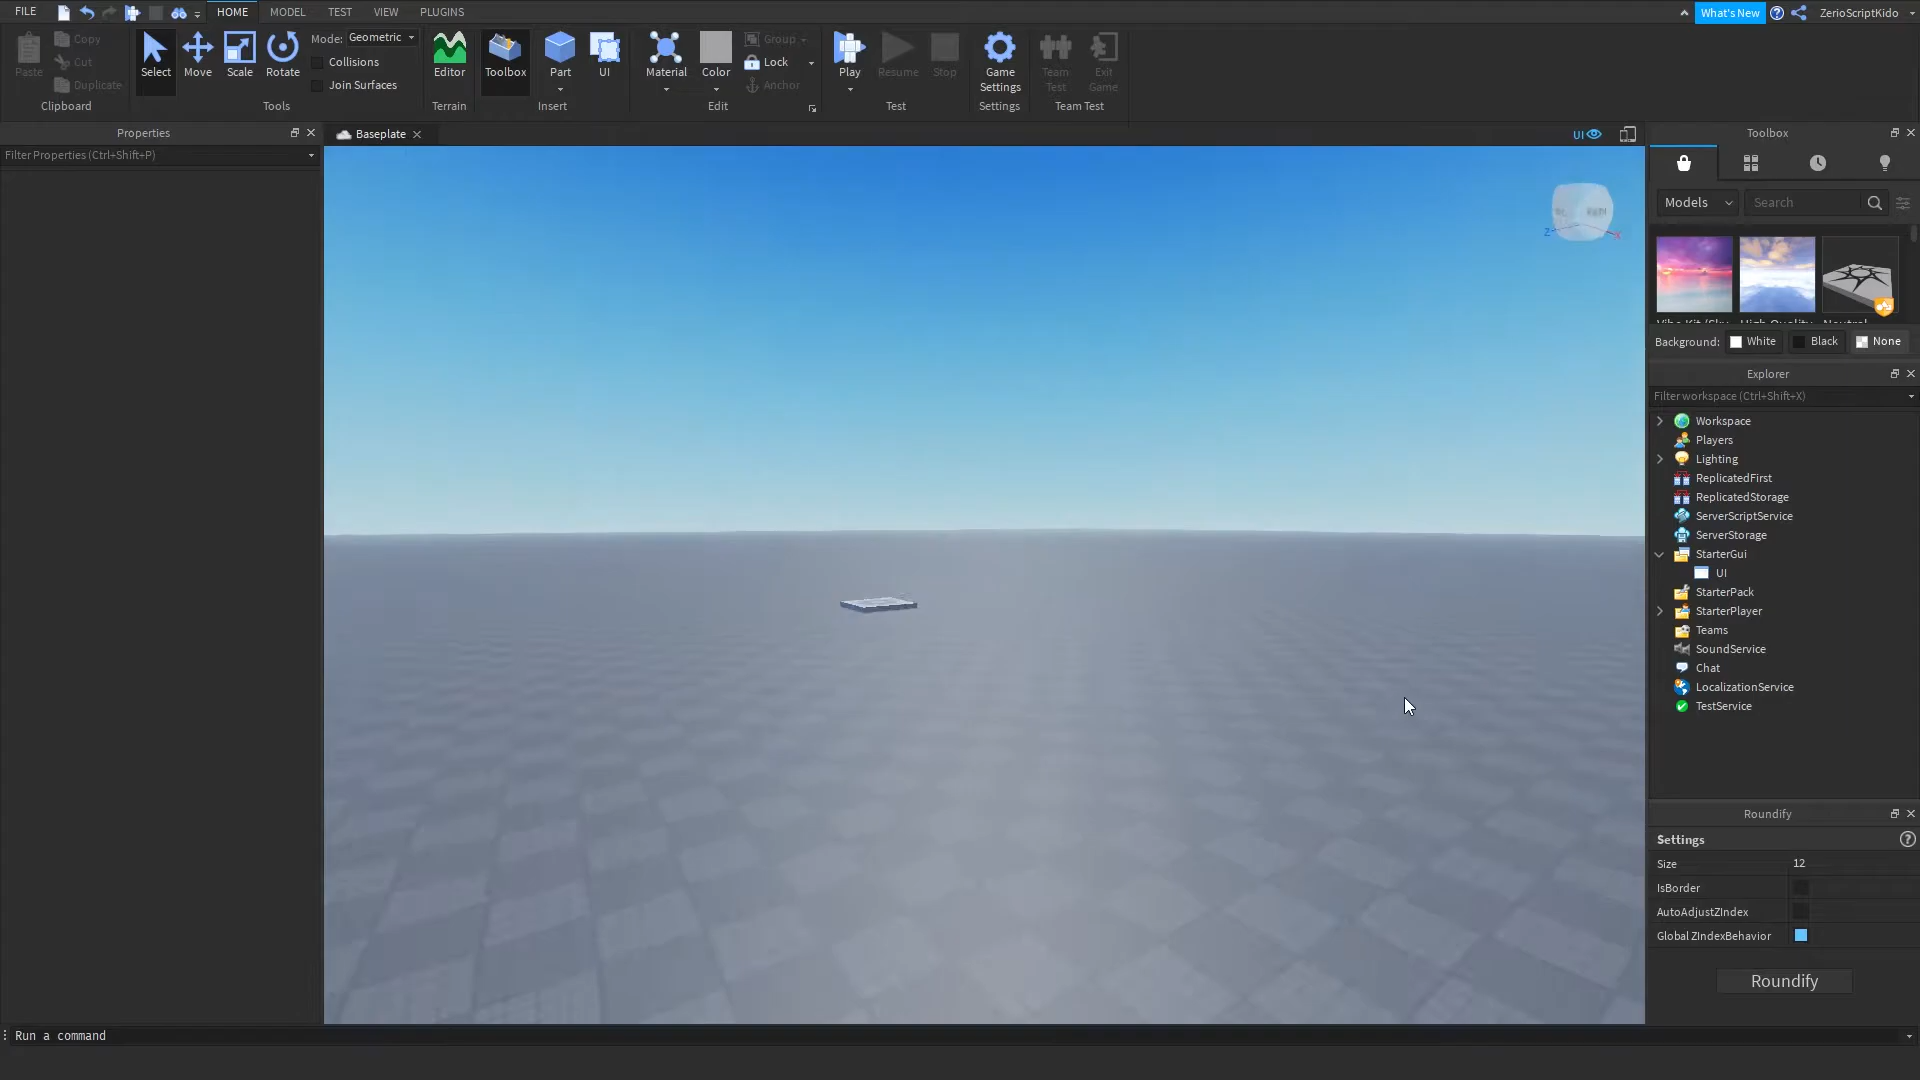 FILE HOME MODEL TEST VIEW PLUGINS What's New ZerioScriptKido
Paste Copy Cut Duplicate
Clipboard
Select Move Scale Rotate
Mode: Geometric
Collisions
Join Surfaces
Tools
Editor
Terrain
Toolbox Part UI
Insert
Material Color Group Lock Anchor
Edit
Play Resume Stop
Test
Game
Settings
Settings
Team
Test
Exit
Game
Team Test
Properties
Filter Properties (Ctrl+Shift+P)
Baseplate
UI
Z
X
Toolbox
Models Search
Background: White Black None
Explorer
Filter workspace (Ctrl+Shift+X)
Workspace
Players
Lighting
ReplicatedFirst
ReplicatedStorage
ServerScriptService
ServerStorage
StarterGui
UI
StarterPack
StarterPlayer
Teams
SoundService
Chat
LocalizationService
TestService
Roundify
Settings
Size 12
IsBorder
AutoAdjustZIndex
Global ZIndexBehavior
Roundify
Run a command